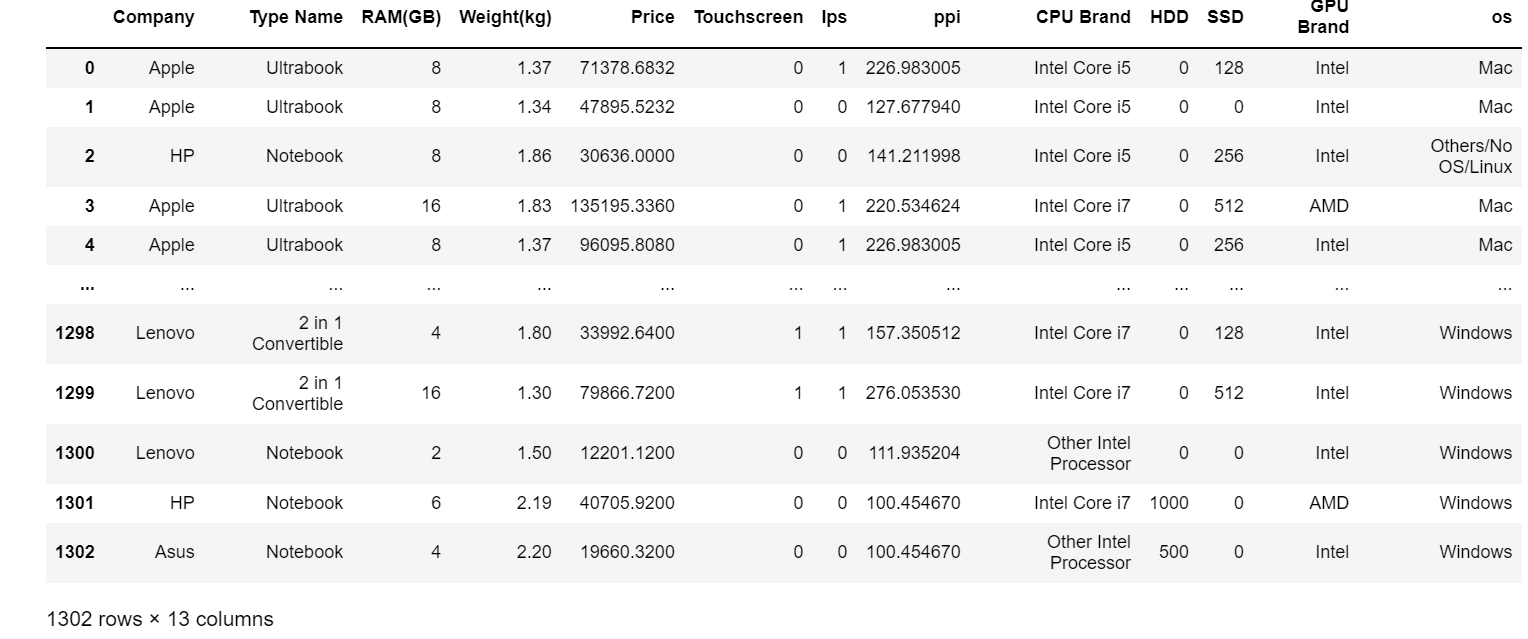 Company Type Name RAM(GB) Weight(kg) Price Touchscreen Ips ppi CPU Brand HDD SSD GPU Brand os
0 Apple Ultrabook 8 1.37 71378.6832 0 1 226.983005 Intel Core i5 0 128 Intel Mac
1 Apple Ultrabook 8 1.34 47895.5232 0 0 127.677940 Intel Core i5 0 0 Intel Mac
2 HP Notebook 8 1.86 30636.0000 0 0 141.211998 Intel Core i5 0 256 Intel Others/No OS/Linux
3 Apple Ultrabook 16 1.83 135195.3360 0 1 220.534624 Intel Core i7 0 512 AMD Mac
4 Apple Ultrabook 8 1.37 96095.8080 0 1 226.983005 Intel Core i5 0 256 Intel Mac
... ... ... ... ... ... ... ... ... ... ... ... ... ...
1298 Lenovo 2 in 1 Convertible 4 1.80 33992.6400 1 1 157.350512 Intel Core i7 0 128 Intel Windows
1299 Lenovo 2 in 1 Convertible 16 1.30 79866.7200 1 1 276.053530 Intel Core i7 0 512 Intel Windows
1300 Lenovo Notebook 2 1.50 12201.1200 0 0 111.935204 Other Intel Processor 0 0 Intel Windows
1301 HP Notebook 6 2.19 40705.9200 0 0 100.454670 Intel Core i7 1000 0 AMD Windows
1302 Asus Notebook 4 2.20 19660.3200 0 0 100.454670 Other Intel Processor 500 0 Intel Windows
1302 rows × 13 columns